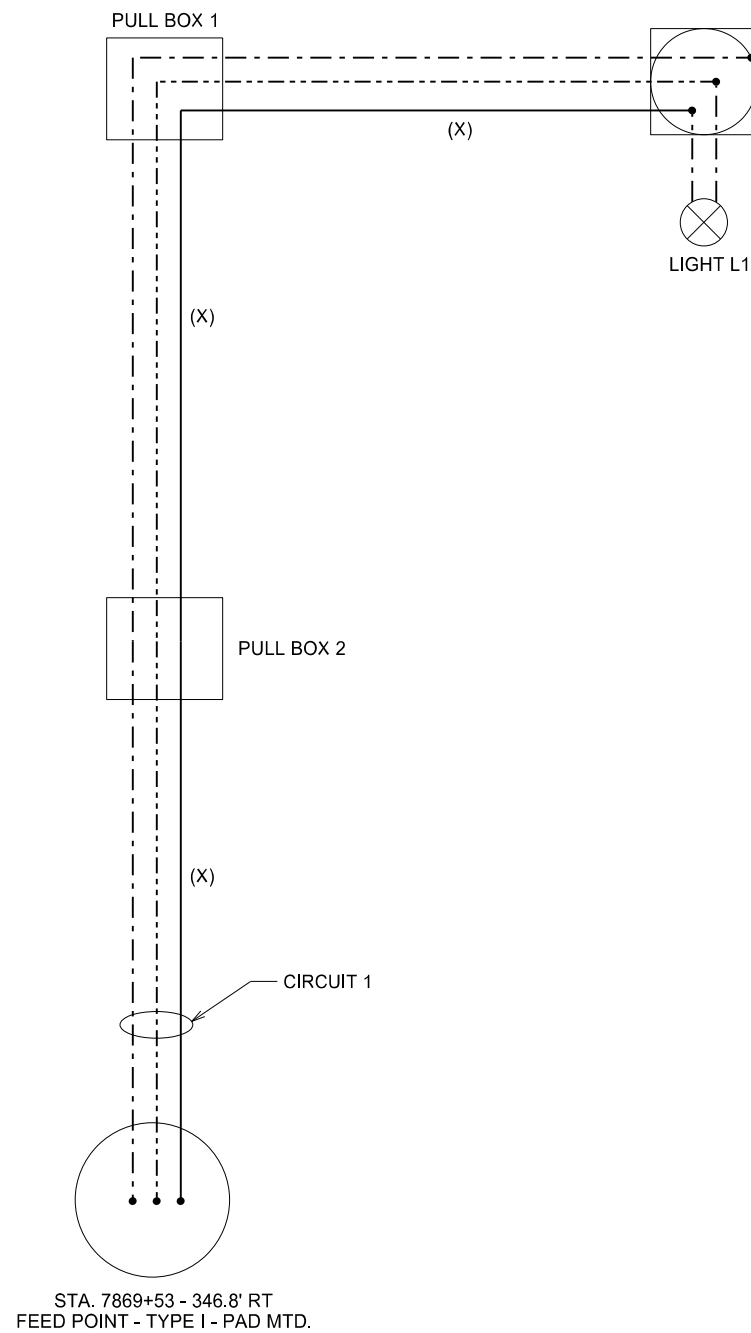 PULL BOX 1
(X)
LIGHT L1
(X)
PULL BOX 2
(X)
CIRCUIT 1
STA. 7869+53 - 346.8' RT
FEED POINT - TYPE I - PAD MTD.